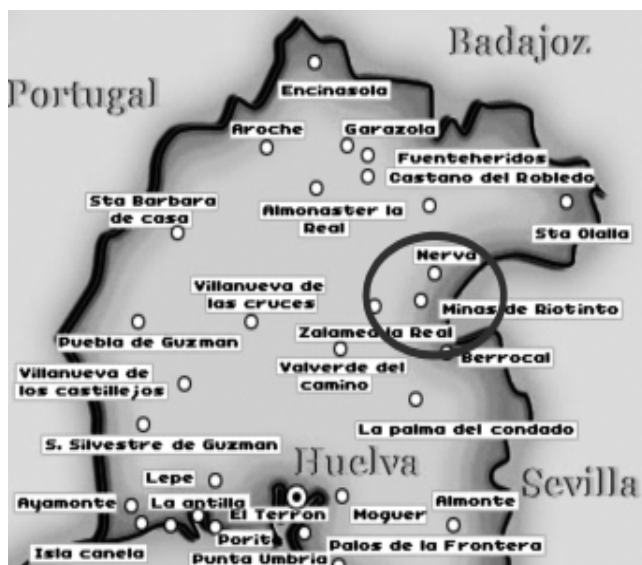 Badajoz
Portugal
Encinasola
Aroche
Garazola
Fuenteheridos
Castano del Robledo
Sta Barbara
de casa
Almonaster la
Real
Sta Olalla
Nerva
Villanueva de
las cruces
Minas de Riotinto
Puebla de Guzman
Zalamea la Real
Berrocal
Villanueva de
los castillejos
Valverde del
camino
La palma del condado
S. Silvestre de Guzman
Huelva
Sevilla
Lepe
Ayamonte
La antilla
El Terron
Moguer
Almonte
Isla canela
Porit
Punta Umbria
Palos de la Frontera